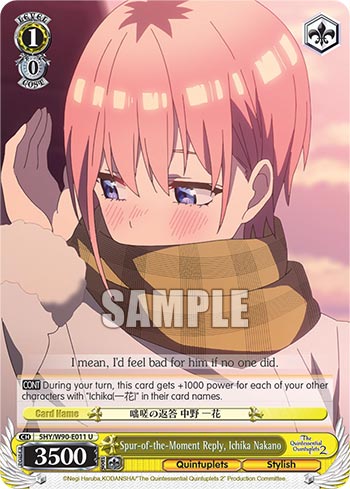 LEVEL
1
0
COST
SAMPLE
I mean, I'd feel bad for him if no one did.
CONT During your turn, this card gets +1000 power for each of your other
characters with "Ichika(一花)" in their card names.
Card Name 咄嗟の返答 中野 一花
CH 5HY/W90-E011 U
Spur-of-the-Moment Reply, Ichika Nakano
The Quintessential Quintuplets 2
3500
Quintuplets
Stylish
©Negi Haruba,KODANSHA/"The Quintessential Quintuplets 2" Production Committee.